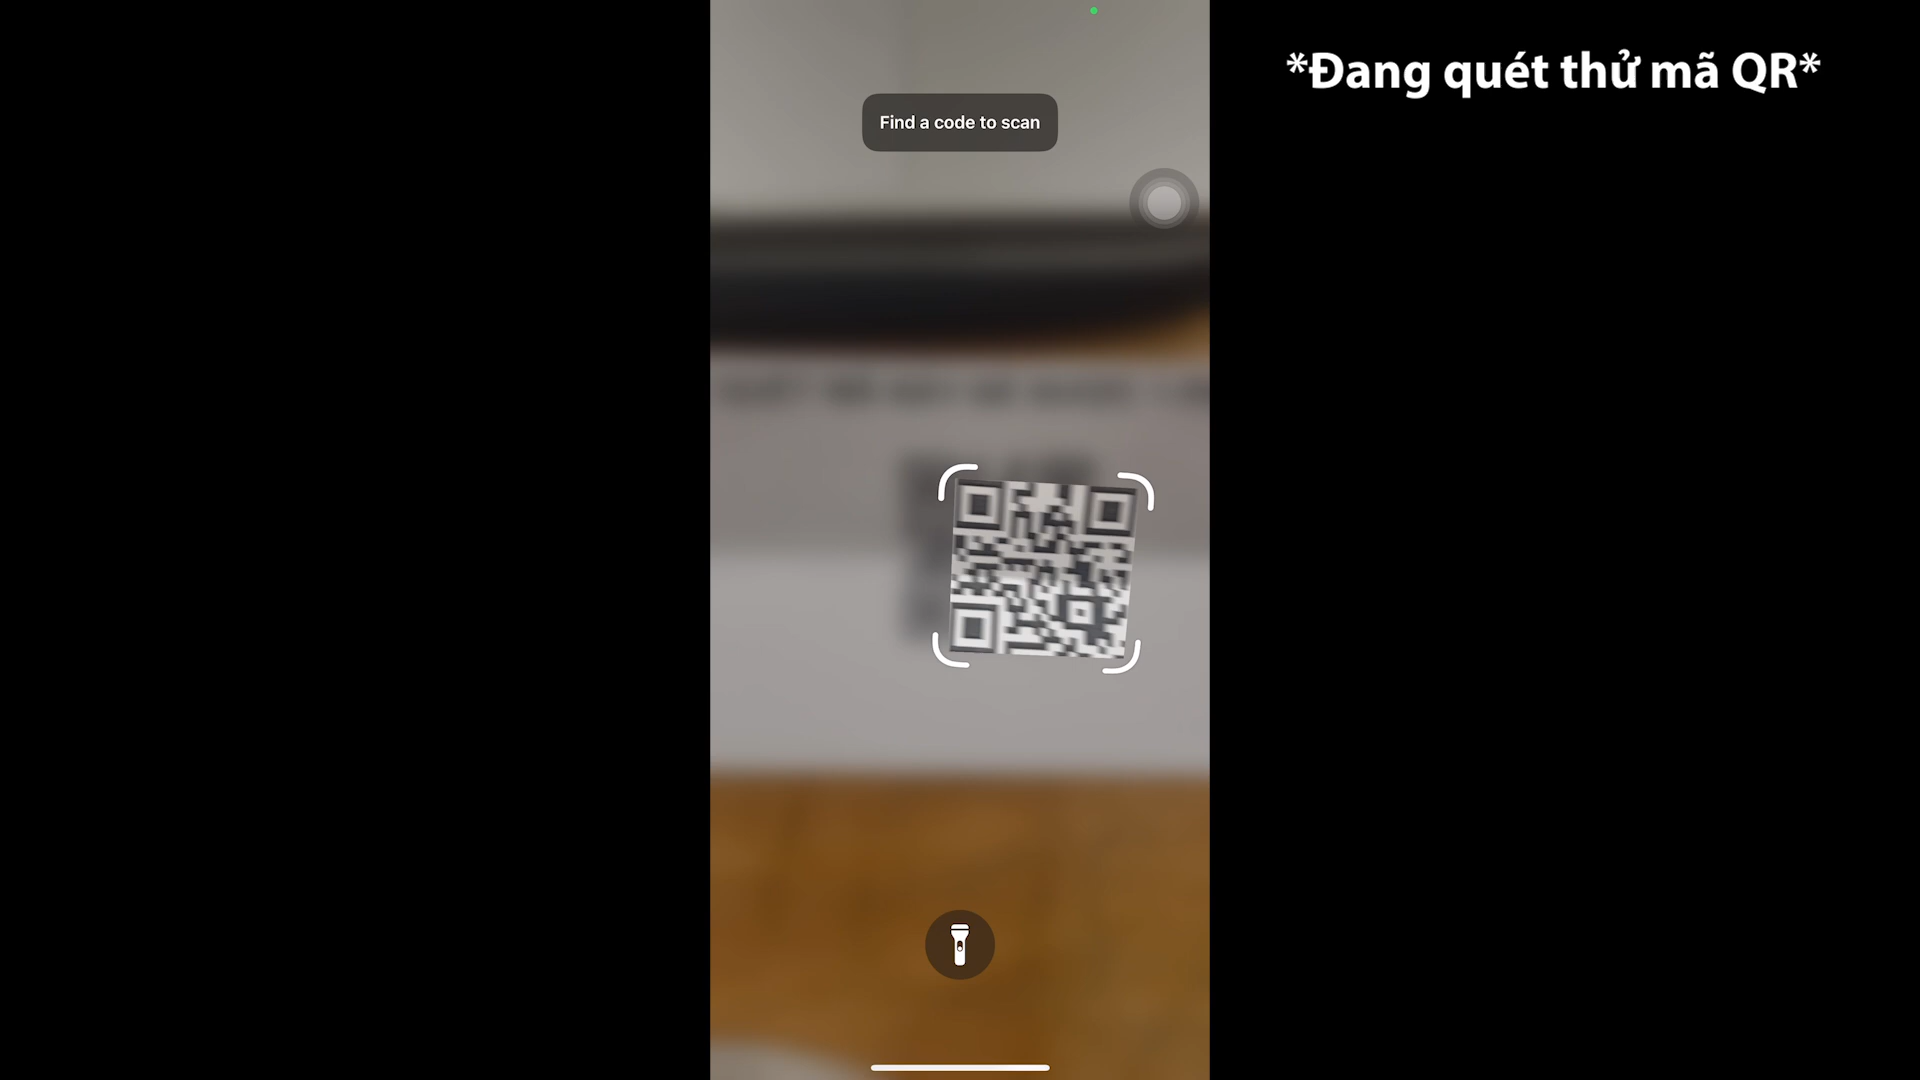 *Đang quét thử mã QR*
Find a code to scan